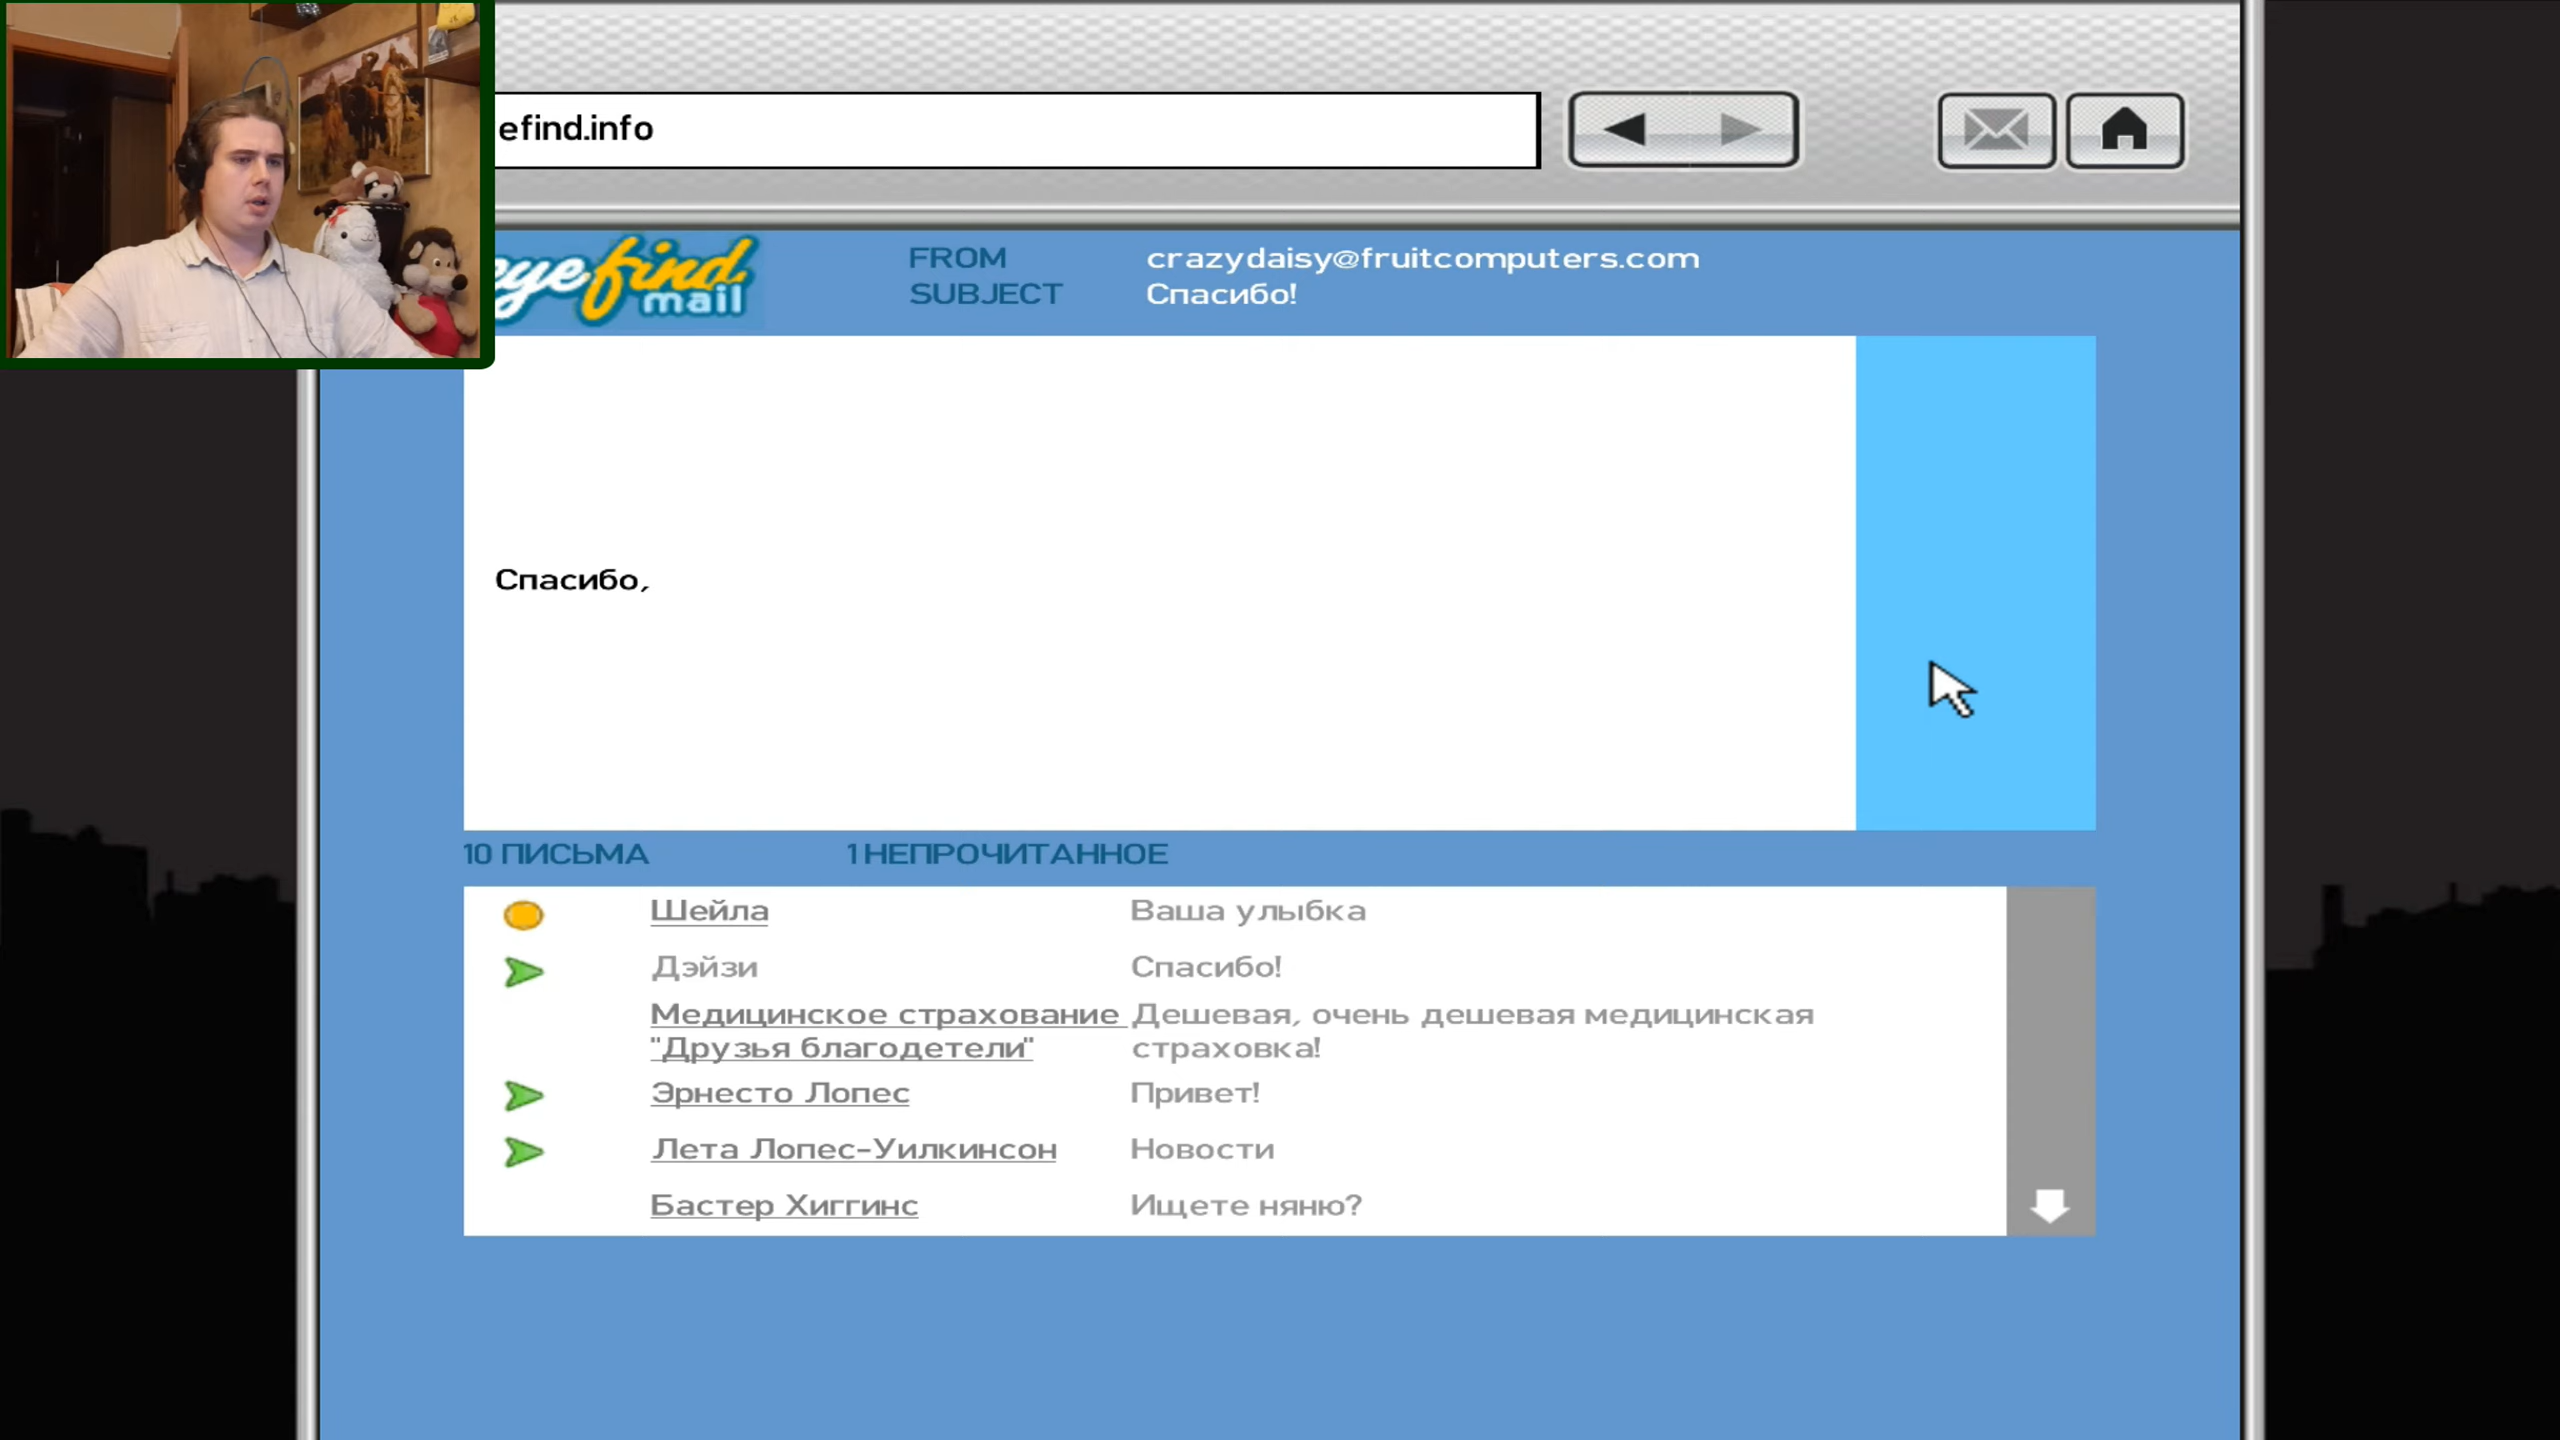 efind.info
eyefind
mail
FROM crazydaisy@fruitcomputers.com
SUBJECT Спасибо!
Спасибо,
10 ПИСЬМА 1 НЕПРОЧИТАННОЕ
Шейла Ваша улыбка
Дэйзи Спасибо!
Медицинское страхование Дешевая, очень дешевая медицинская
"Друзья благодетели" страховка!
Эрнесто Лопес Привет!
Лета Лопес-Уилкинсон Новости
Бастер Хиггинс Ищете няню?